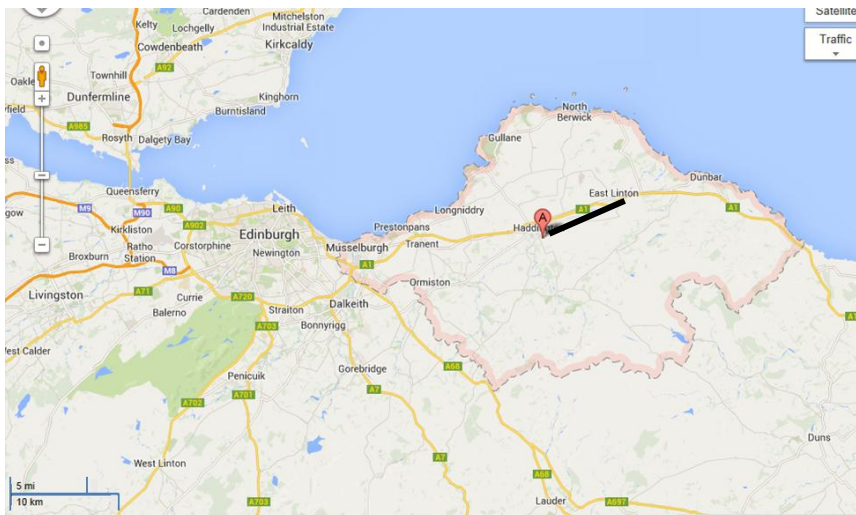 Satellite
Traffic
Cardenden
Mitchelston
Industrial Estate
Kelty
Lochgelly
Cowdenbeath
Kirkcaldy
A92
Townhill
Dunfermline
Kinghorn
Burntisland
A985
Rosyth
Dalgety Bay
North
Berwick
Gullane
Queensferry
M9
M90
A90
A902
Leith
Longniddry
East Linton
Dunbar
A1
A1
Kirkliston
Ratho
Station
Corstorphine
Edinburgh
Newington
Prestonpans
Musselburgh
Tranent
A
Broxburn
M8
A1
Livingston
A71
Currie
Balerno
A720
Straiton
A703
Dalkeith
Bonnyrigg
Ormiston
West Calder
Penicuik
Gorebridge
A68
A7
A702
A701
West Linton
A7
A68
Duns
5 mi
10 km
A703
Lauder
A697